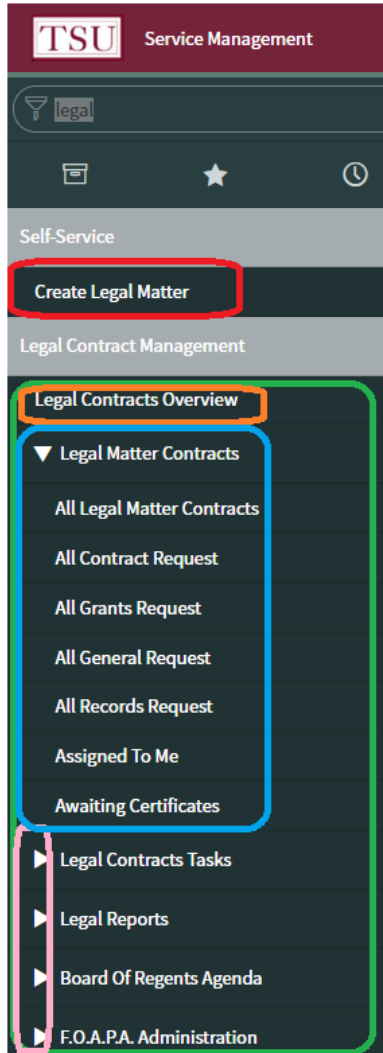 TSU Service Management
legal
Self-Service
Create Legal Matter
Legal Contract Management
Legal Contracts Overview
Legal Matter Contracts
All Legal Matter Contracts
All Contract Request
All Grants Request
All General Request
All Records Request
Assigned To Me
Awaiting Certificates
Legal Contracts Tasks
Legal Reports
Board Of Regents Agenda
F.O.A.P.A. Administration